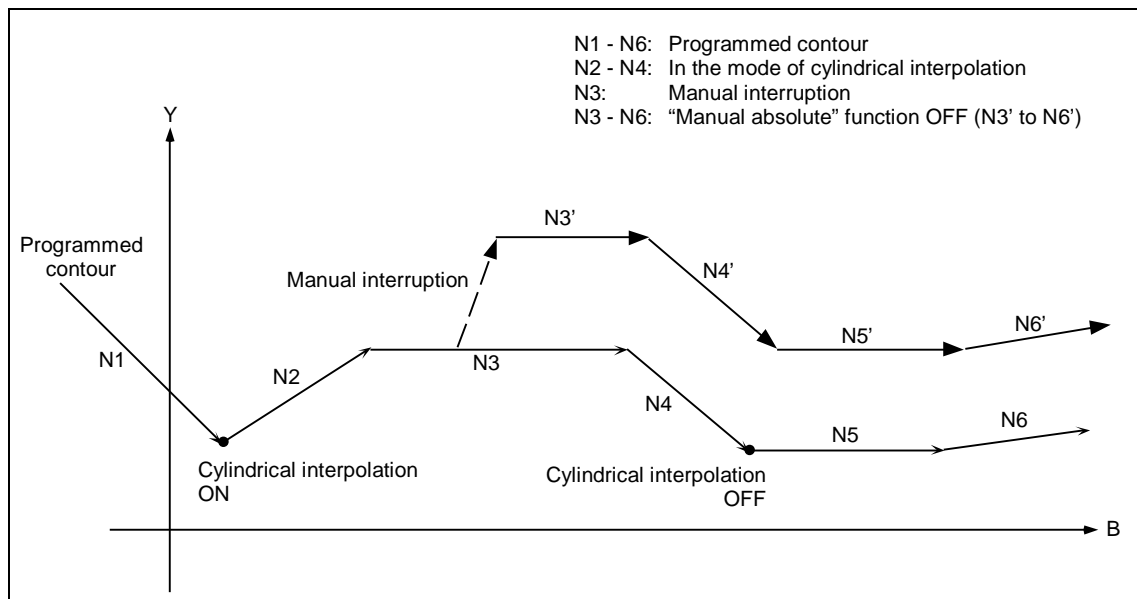 N1 - N6: Programmed contour
N2 - N4: In the mode of cylindrical interpolation
N3: Manual interruption
N3 - N6: “Manual absolute” function OFF (N3’ to N6’)
Y
N3’
Programmed
contour
Manual interruption
N4’
N5’
N6’
N1
N2
N3
N4
N5
N6
Cylindrical interpolation
ON
Cylindrical interpolation
OFF
B